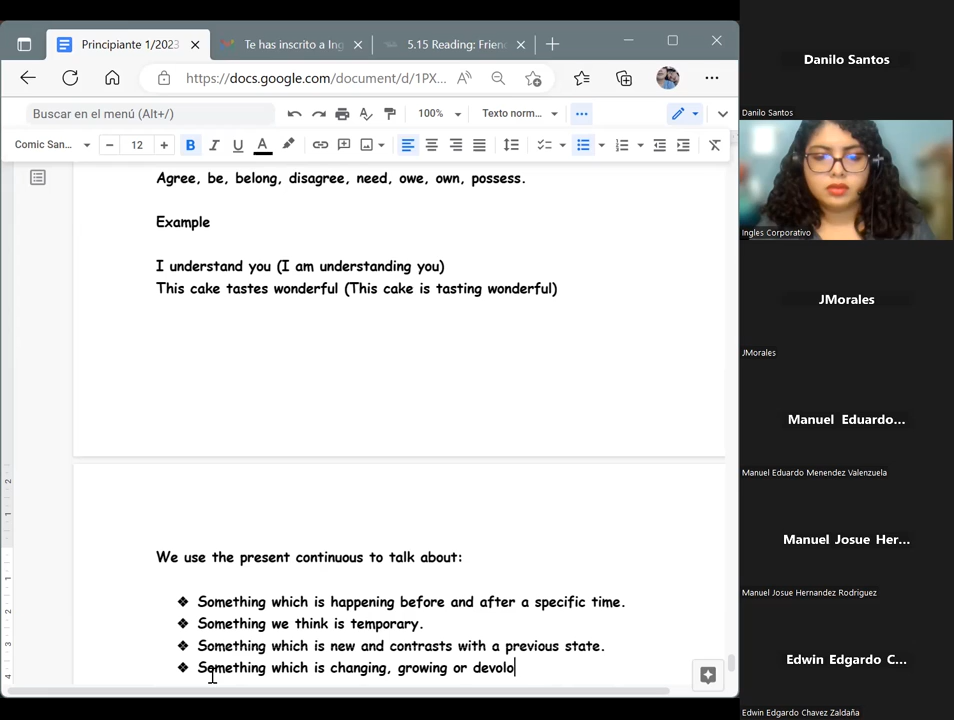 Principiante 1/2023
Te has inscrito a Ing
5.15 Reading: Frien
https://docs.google.com/document/d/1PX...
Buscar en el menú (Alt+/)
100%
Texto norm...
Comic San...
12
Agree, be, belong, disagree, need, owe, own, possess.
Example
I understand you (I am understanding you)
This cake tastes wonderful (This cake is tasting wonderful)
We use the present continuous to talk about:
❖ Something which is happening before and after a specific time.
❖ Something we think is temporary.
❖ Something which is new and contrasts with a previous state.
❖ Something which is changing, growing or devolo
Danilo Santos
Danilo Santos
Ingles Corporativo
JMorales
JMorales
Manuel Eduardo...
Manuel Eduardo Menendez Valenzuela
Manuel Josue Her...
Manuel Josue Hernandez Rodriguez
Edwin Edgardo C...
Edwin Edgardo Chavez Zaldaña